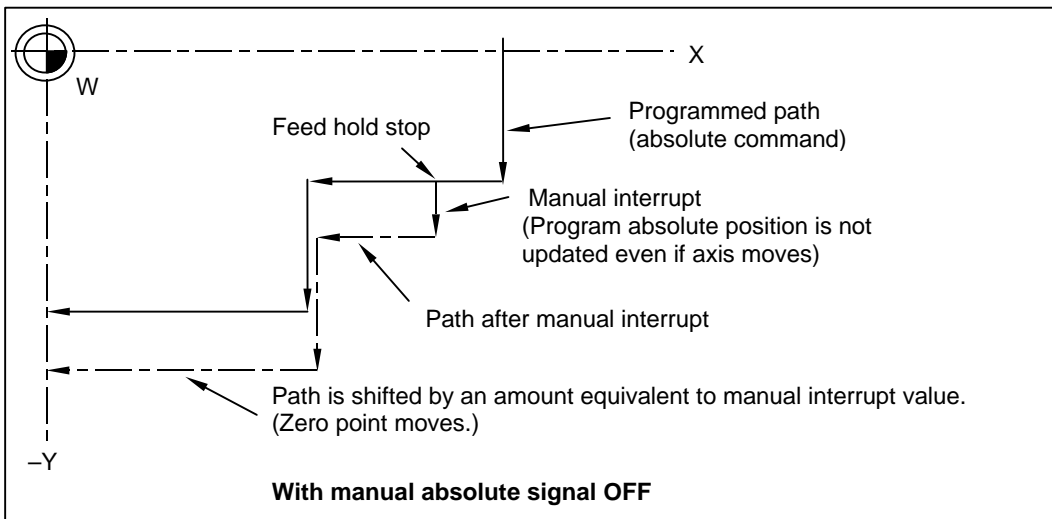 X
W
Programmed path
(absolute command)
Feed hold stop
Manual interrupt
(Program absolute position is not
updated even if axis moves)
Path after manual interrupt
Path is shifted by an amount equivalent to manual interrupt value.
(Zero point moves.)
–Y
With manual absolute signal OFF